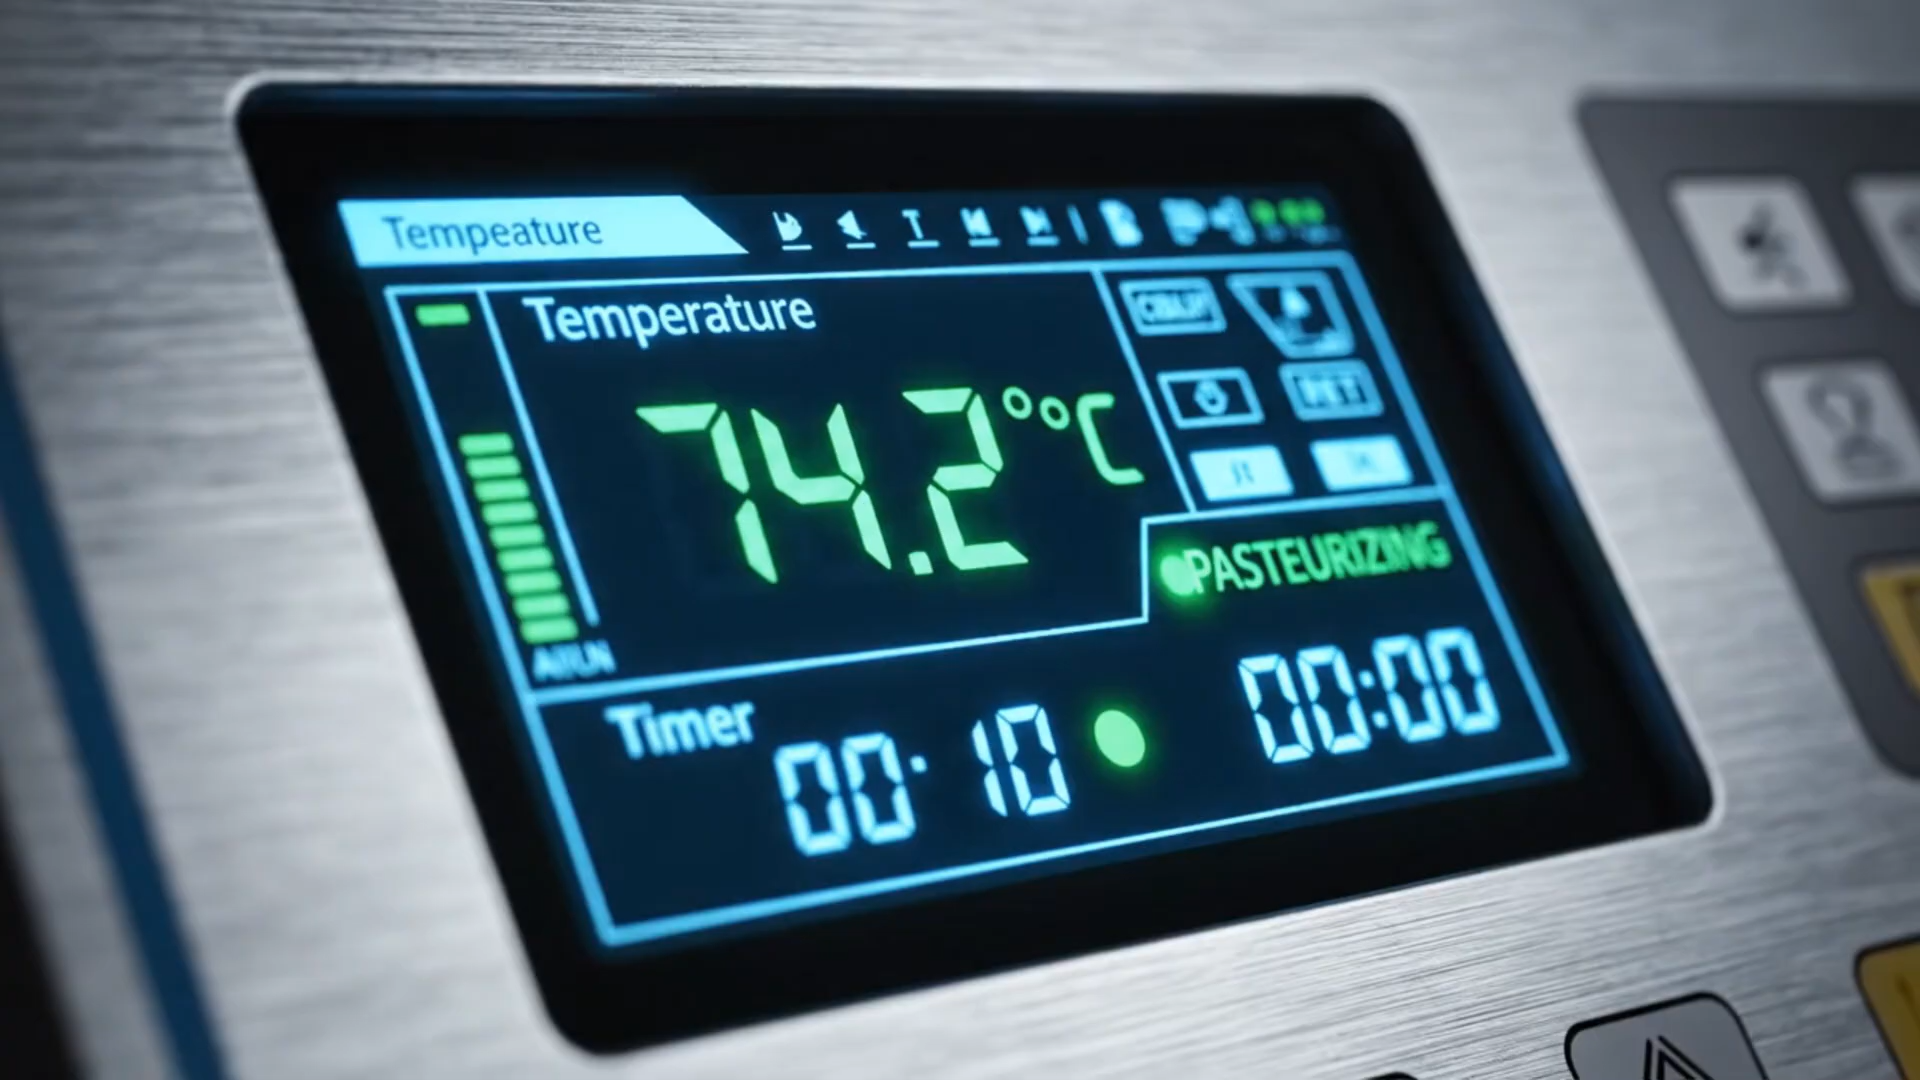 Tempeature
Temperature
74.2°°C
PASTEURIZING
Timer
00· 10
00:00